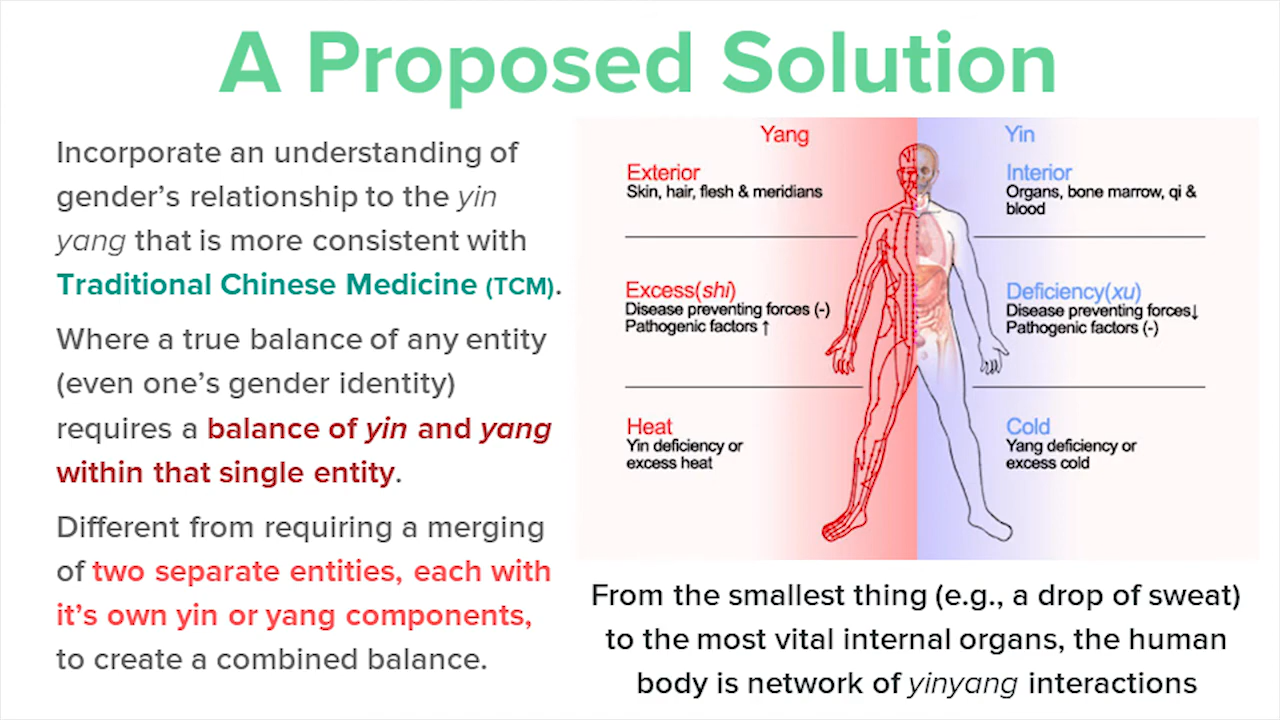 A Proposed Solution
Incorporate an understanding of
gender's relationship to the yin
yang that is more consistent with
Traditional Chinese Medicine (TCM).
Where a true balance of any entity
(even one's gender identity)
requires a balance of yin and yang
within that single entity.
Different from requiring a merging
of two separate entities, each with
it's own yin or yang components,
to create a combined balance.
Yang
Yin
Exterior
Skin, hair, flesh & meridians
Interior
Organs, bone marrow, qi &
blood
Excess(shi)
Disease preventing forces (-)
Pathogenic factors ↑
Deficiency(xu)
Disease preventing forces↓
Pathogenic factors (-)
Heat
Yin deficiency or
excess heat
Cold
Yang deficiency or
excess cold
From the smallest thing (e.g., a drop of sweat)
to the most vital internal organs, the human
body is network of yinyang interactions